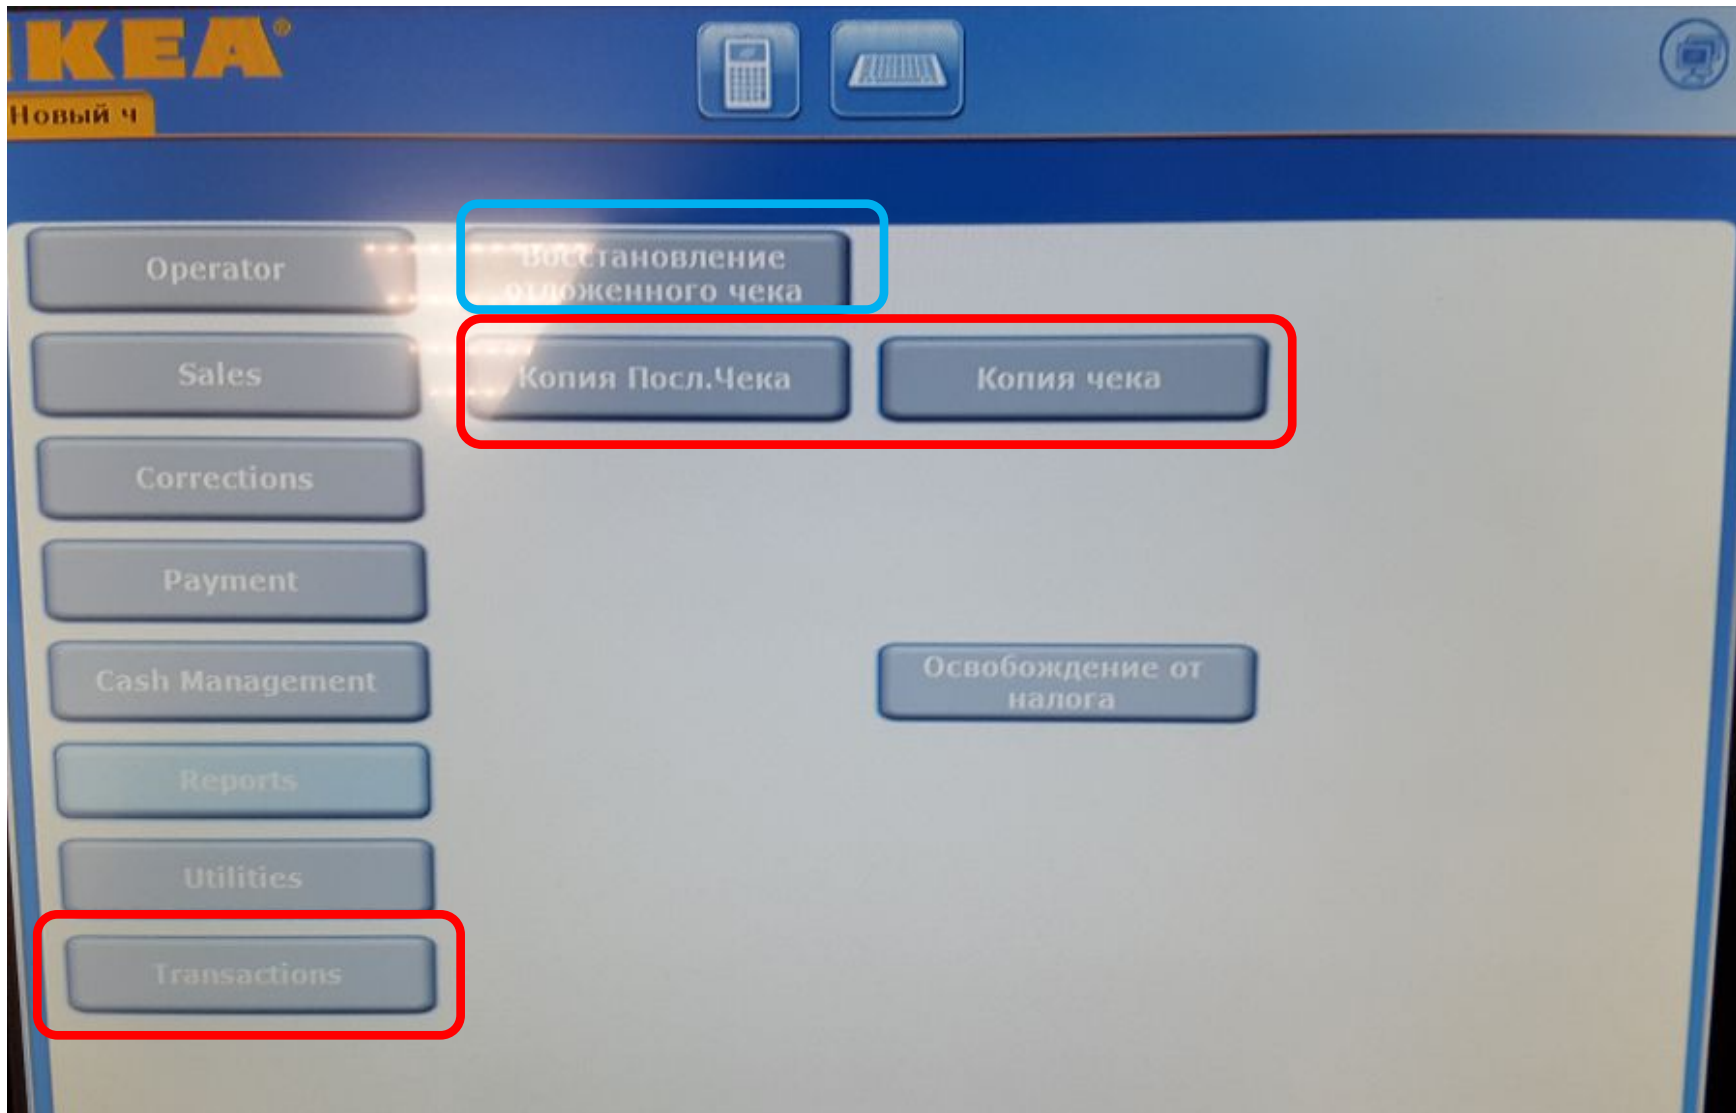 IKEA®
Новый ч
Operator
Восстановление
отложенного чека
Sales
Копия Посл.Чека
Копия чека
Corrections
Payment
Cash Management
Освобождение от
налога
Reports
Utilities
Transactions